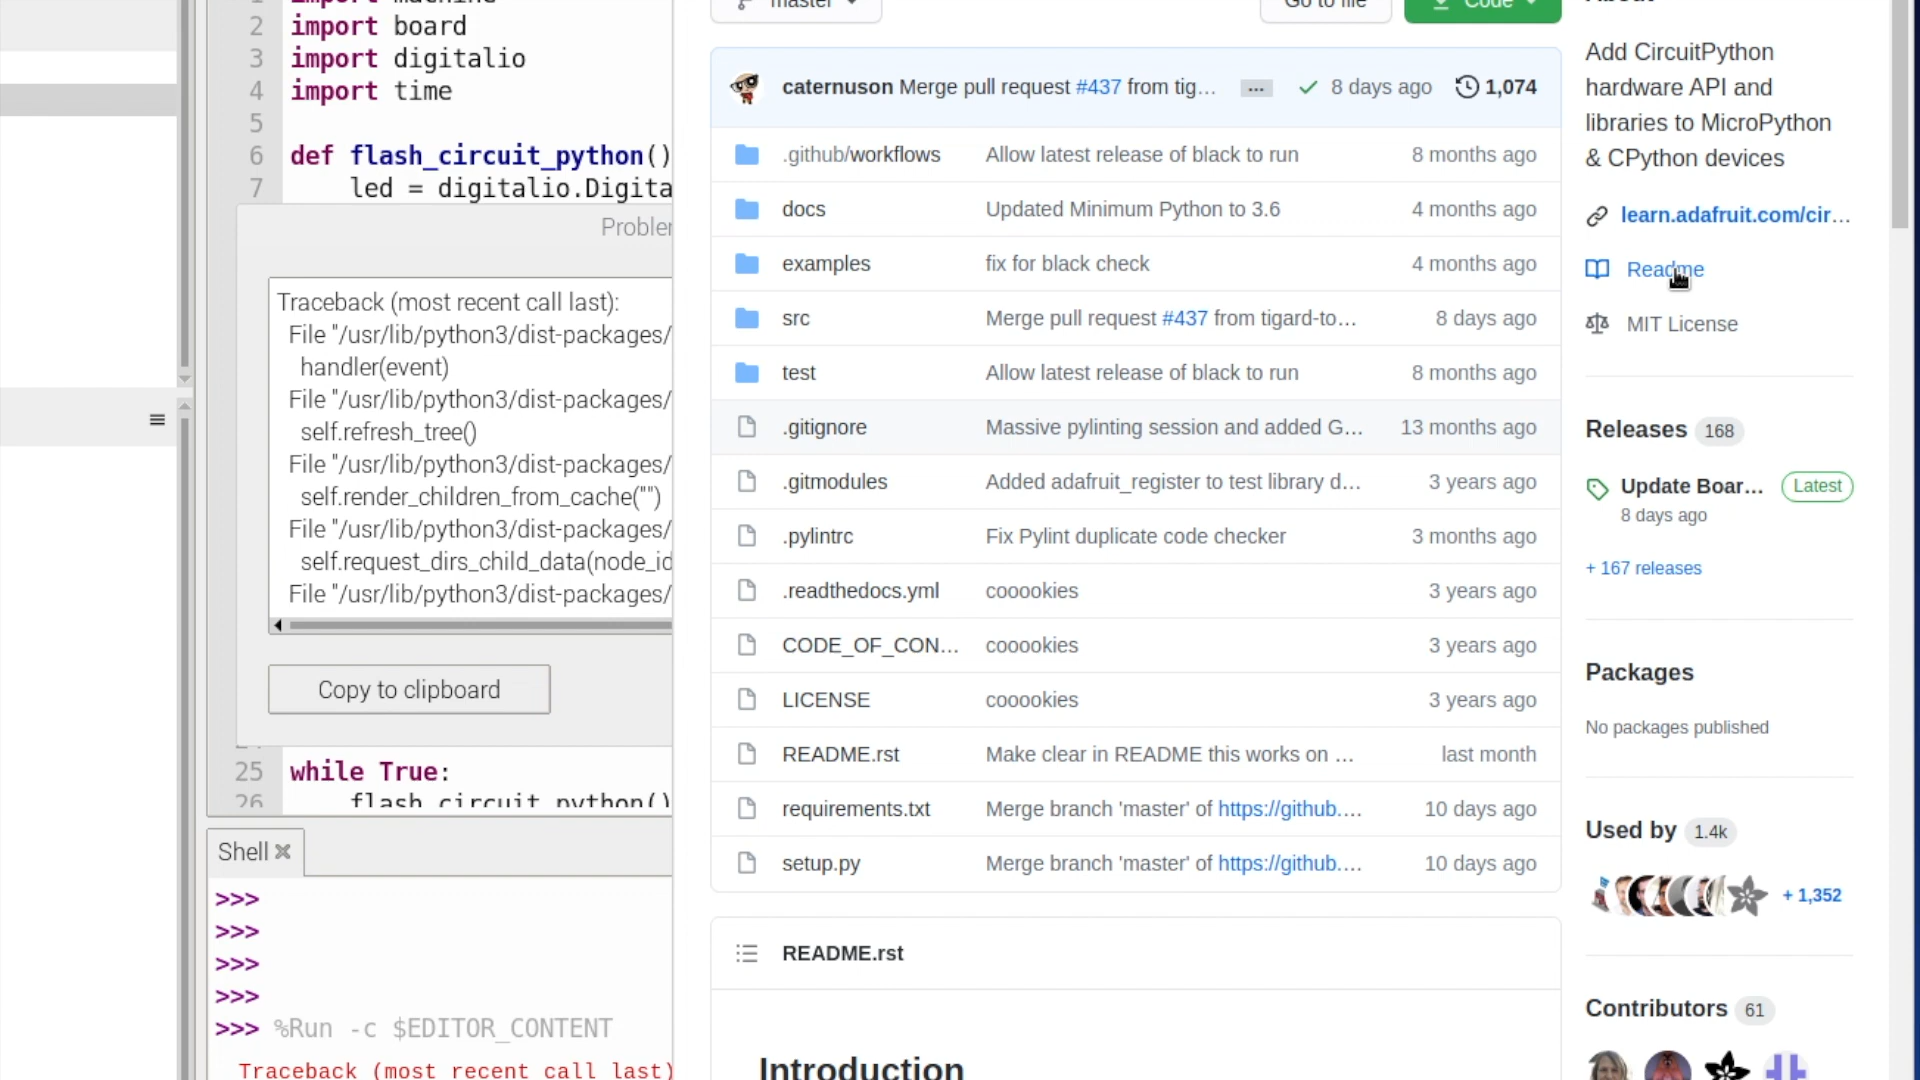 1 import machine
2 import board
3 import digitalio
4 import time
5
6 def flash_circuit_python()
7 led = digitalio.Digita
Problem
Traceback (most recent call last):
File "/usr/lib/python3/dist-packages/
handler(event)
File "/usr/lib/python3/dist-packages/
self.refresh_tree()
File "/usr/lib/python3/dist-packages/
self.render_children_from_cache("")
File "/usr/lib/python3/dist-packages/
self.request_dirs_child_data(node_id
File "/usr/lib/python3/dist-packages/
Copy to clipboard
25 while True:
26 flash_circuit_python()
Shell
>>>
>>>
>>>
>>>
>>> %Run -c $EDITOR_CONTENT
Traceback (most recent call last)
master
Go to file
Code
caternuson Merge pull request #437 from tig… ... 8 days ago 1,074
.github/workflows Allow latest release of black to run 8 months ago
docs Updated Minimum Python to 3.6 4 months ago
examples fix for black check 4 months ago
src Merge pull request #437 from tigard-to… 8 days ago
test Allow latest release of black to run 8 months ago
.gitignore Massive pylinting session and added G… 13 months ago
.gitmodules Added adafruit_register to test library d… 3 years ago
.pylintrc Fix Pylint duplicate code checker 3 months ago
.readthedocs.yml cooookies 3 years ago
CODE_OF_CON… cooookies 3 years ago
LICENSE cooookies 3 years ago
README.rst Make clear in README this works on … last month
requirements.txt Merge branch 'master' of https://github.… 10 days ago
setup.py Merge branch 'master' of https://github.… 10 days ago
README.rst
Introduction
About
Add CircuitPython
hardware API and
libraries to MicroPython
& CPython devices
learn.adafruit.com/cir…
Readme
MIT License
Releases 168
Update Boar… Latest
8 days ago
+ 167 releases
Packages
No packages published
Used by 1.4k
+ 1,352
Contributors 61